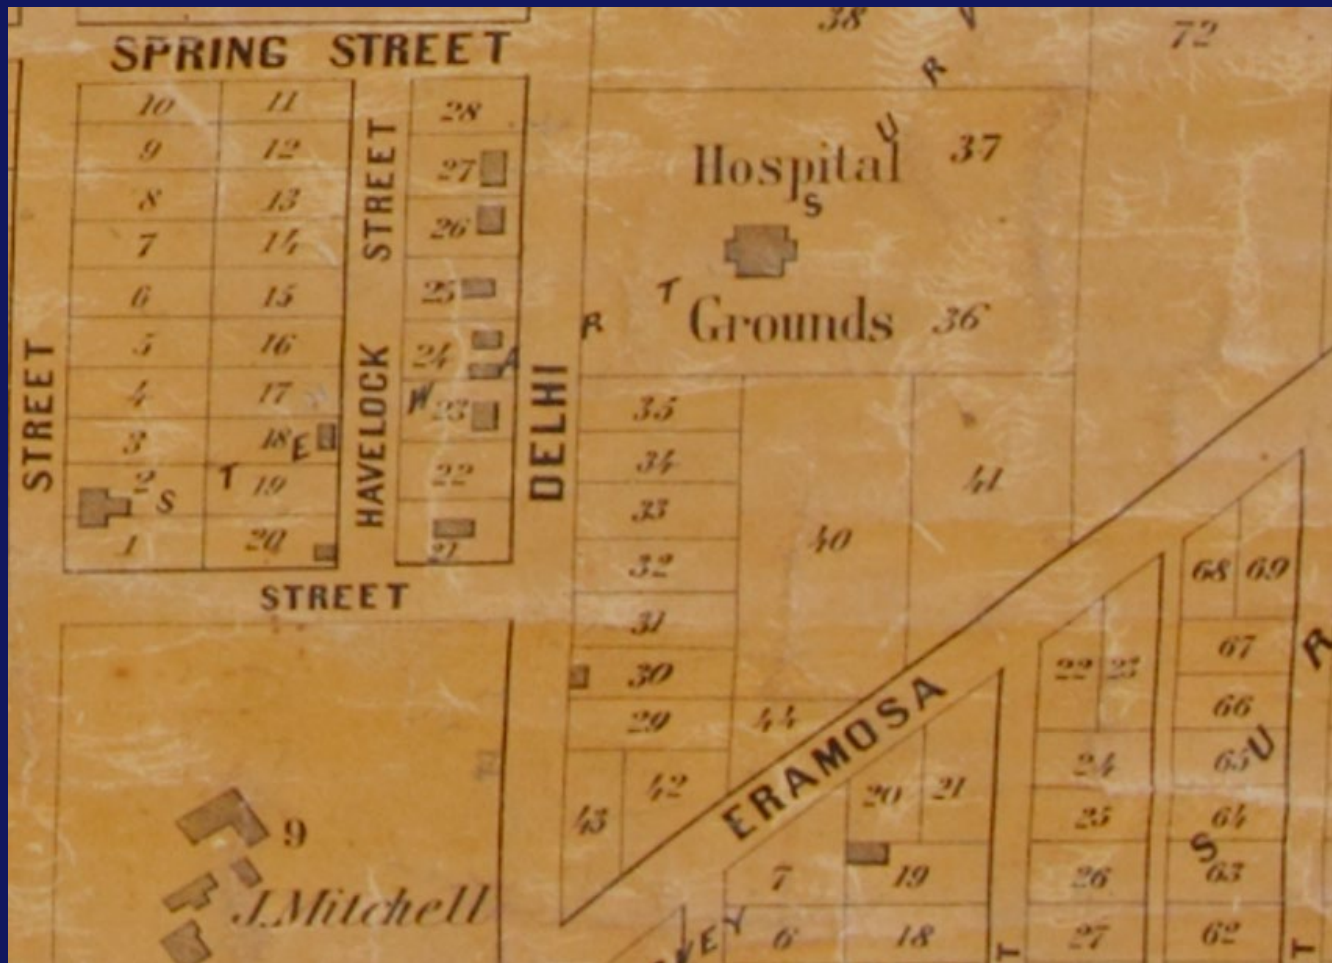 38
72
SPRING STREET
10 11
28
9 12
27
Hospital
37
8 13
26
7 14
STREET
6 15
25
Grounds
36
5 16
24
4 17
23
35
STREET
HAVELOCK
DELHI
3 18
34
2 19
22
33
40
41
1 20
21
32
STREET
31
30
29
44
43 42
ERAMOSA
68 69
67
22 23
66
24
65
20 21
25
64
7 19
26
63
6 18
27
62
9
J. Mitchell
V
R
U
S
T
R
A
W
E
T
S
R
U
S
T
T
VEY